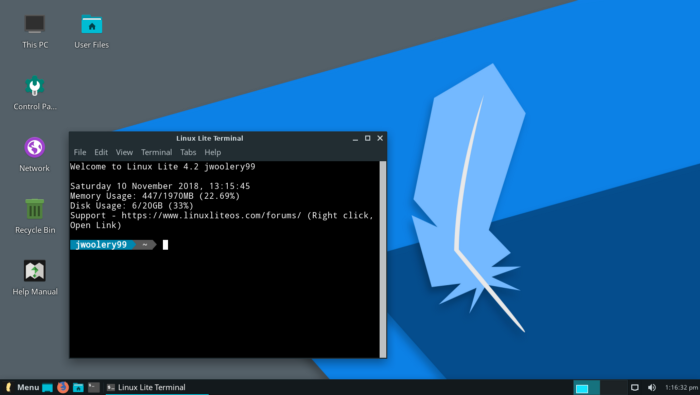 This PC
User Files
Control Pa...
Network
Recycle Bin
Help Manual
Linux Lite Terminal
File Edit View Terminal Tabs Help
Welcome to Linux Lite 4.2 jwoolery99
Saturday 10 November 2018, 13:15:45
Memory Usage: 447/1970MB (22.69%)
Disk Usage: 6/20GB (33%)
Support - https://www.linuxliteos.com/forums/ (Right click,
Open Link)
jwoolery99 ~
Menu
Linux Lite Terminal
1:16:32 pm